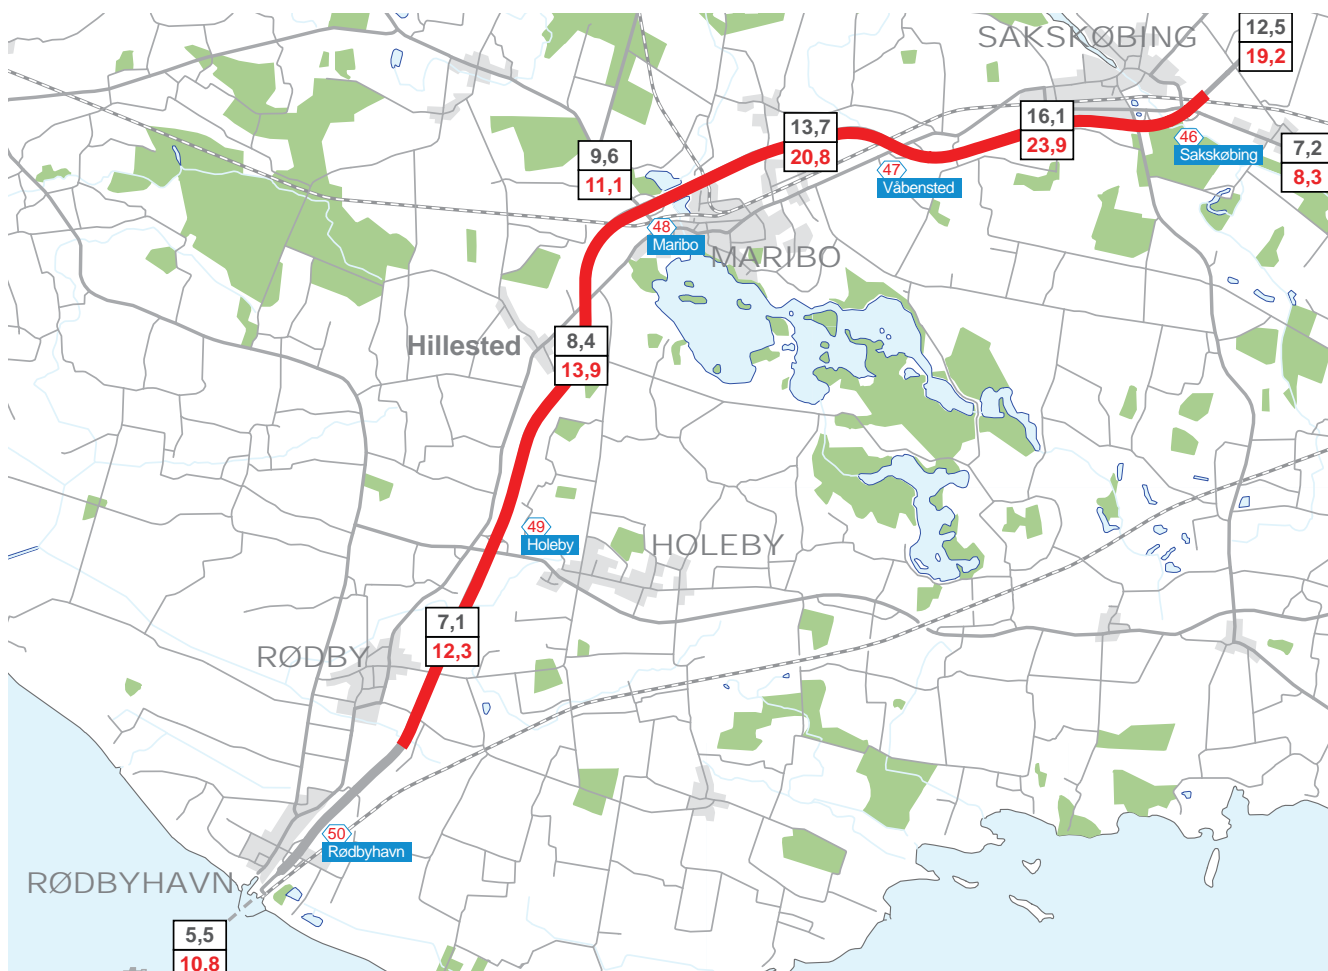 SAKSKØBING
12,5
19,2
13,7
20,8
16,1
23,9
46
Sakskøbing
7,2
8,3
9,6
11,1
47
Våbensted
48
Maribo
MARIBO
Hillested
8,4
13,9
49
Holeby
HOLEBY
7,1
12,3
RØDBY
50
Rødbyhavn
RØDBYHAVN
5,5
10,8